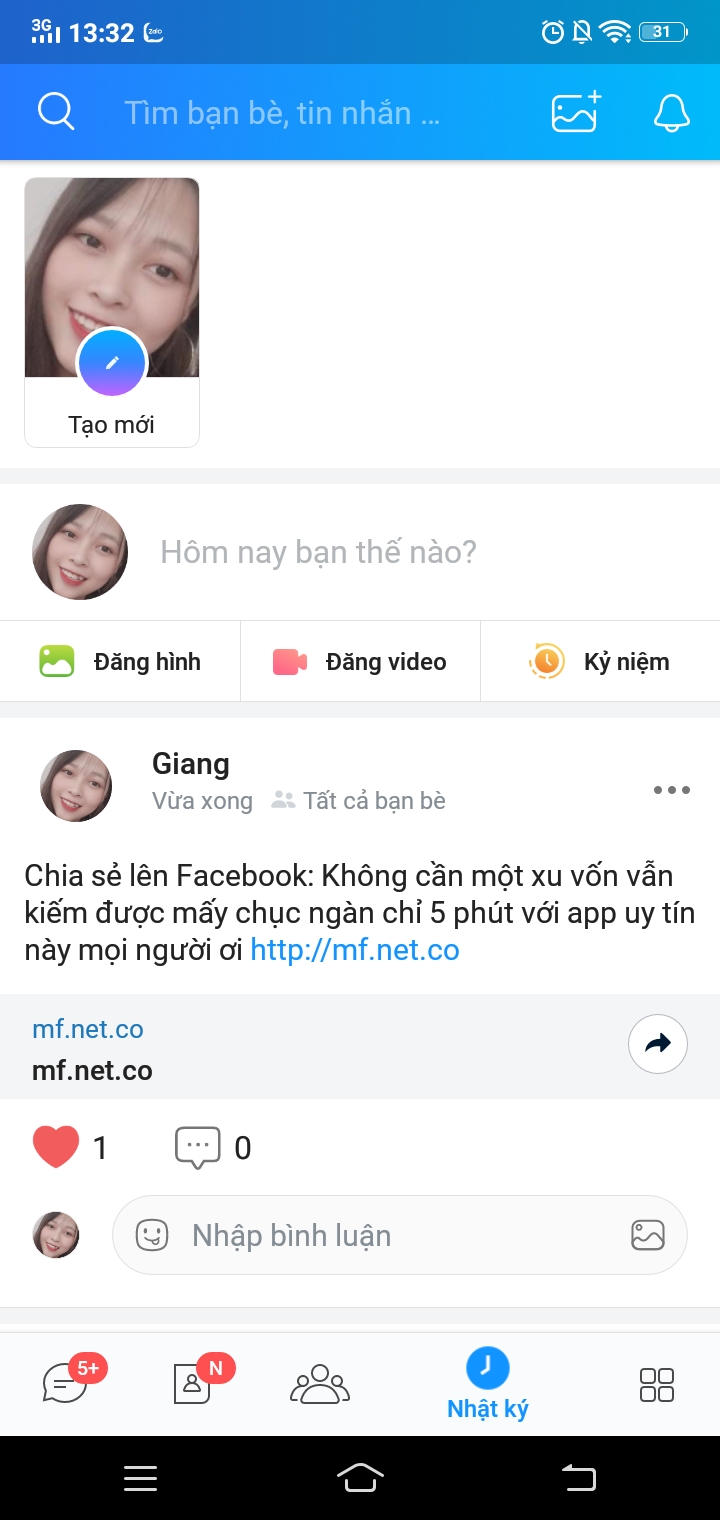 3G 13:32 Zalo 31
Tìm bạn bè, tin nhắn ...
Tạo mới
Hôm nay bạn thế nào?
Đăng hình Đăng video Kỷ niệm
Giang
Vừa xong Tất cả bạn bè
Chia sẻ lên Facebook: Không cần một xu vốn vẫn
kiếm được mấy chục ngàn chỉ 5 phút với app uy tín
này mọi người ơi http://mf.net.co
mf.net.co
mf.net.co
1 0
Nhập bình luận
5+ N
Nhật ký